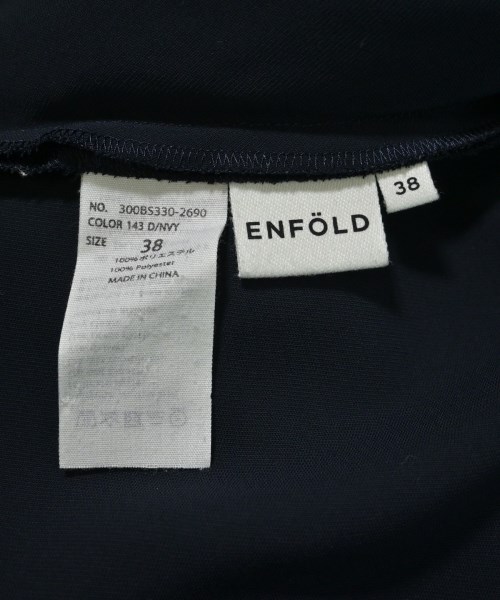 NO. 300BS330-2690
COLOR 143 D/NVY
SIZE 38
100% ポリエステル
100% Polyester
MADE IN CHINA
ENFÖLD
38